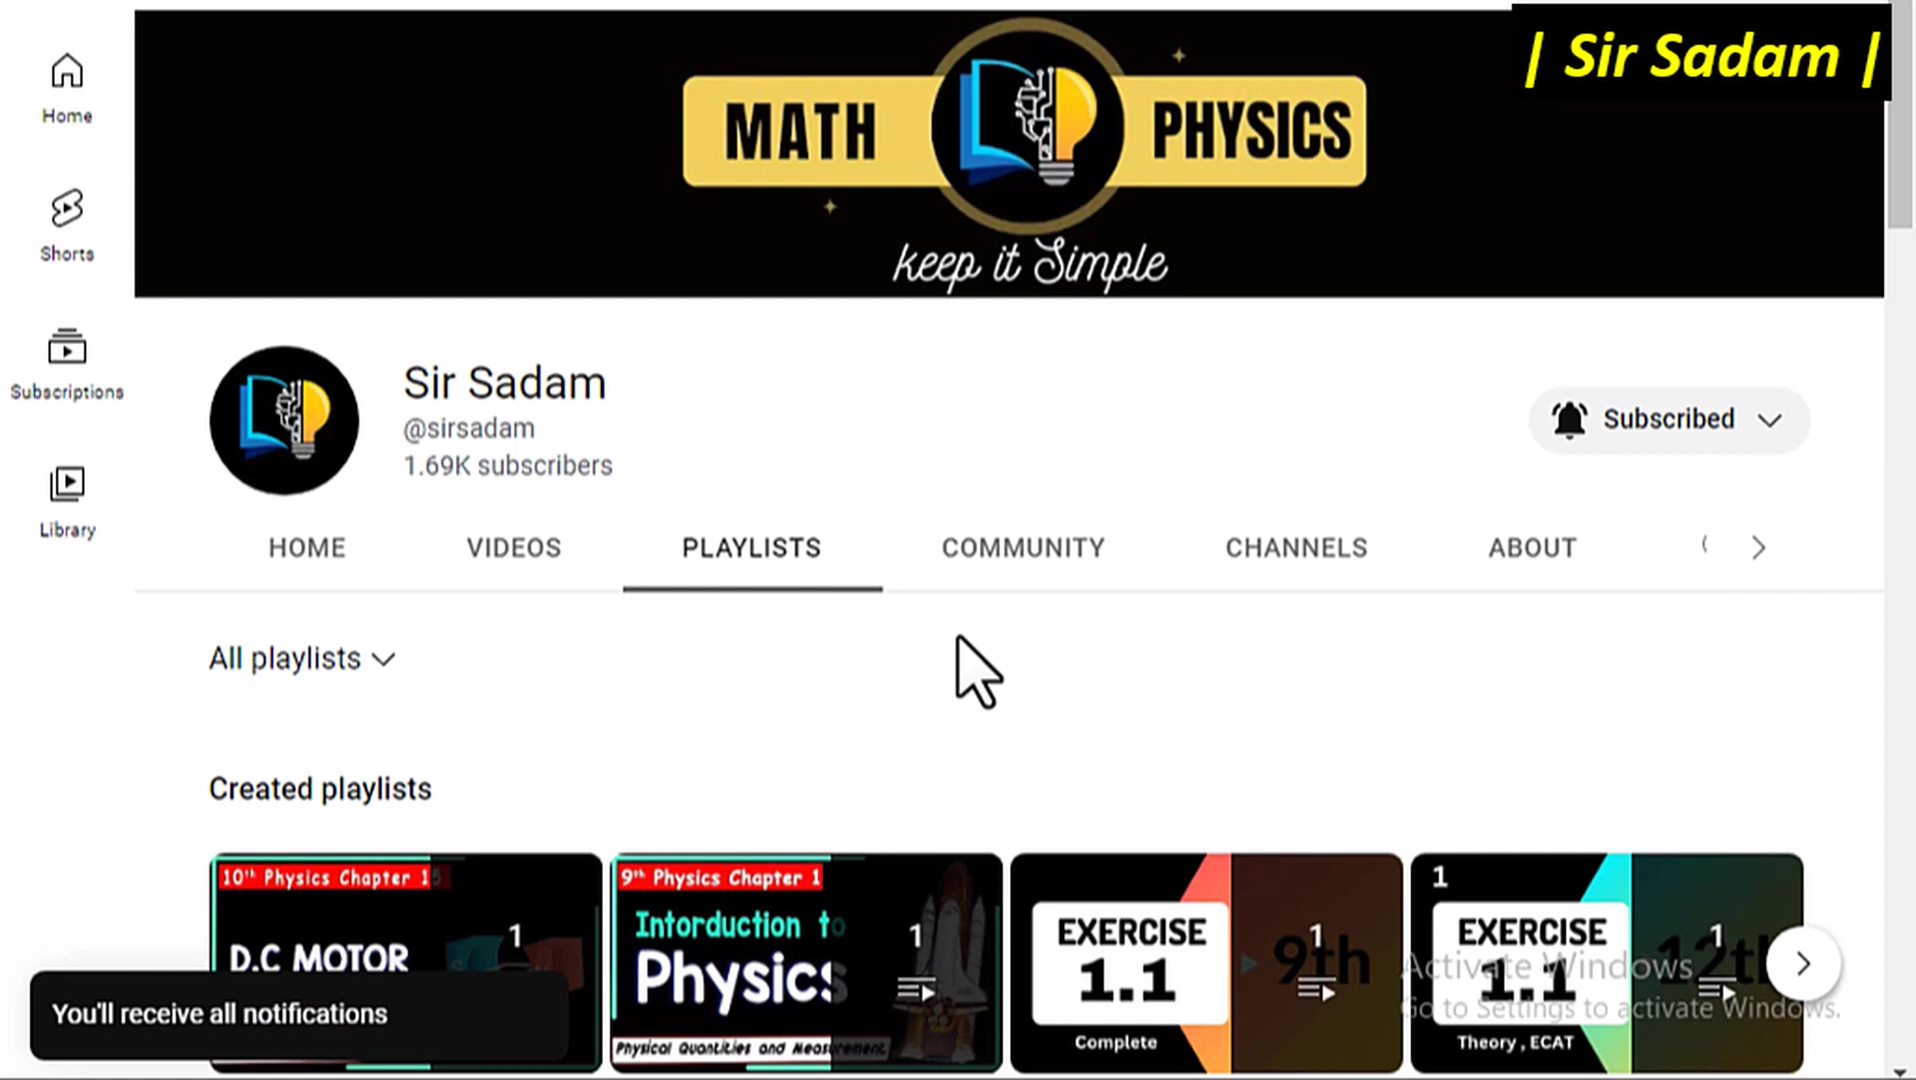 | Sir Sadam |
MATH PHYSICS
keep it Simple
Home
Shorts
Subscriptions
Library
Sir Sadam
@sirsadam
1.69K subscribers
Subscribed
HOME VIDEOS PLAYLISTS COMMUNITY CHANNELS ABOUT
All playlists
Created playlists
10th Physics Chapter 15
D.C MOTOR
1
9th Physics Chapter 1
Intorduction to
Physics
1
Physical Quantities and Measurement
EXERCISE
1.1
Complete
9th
1
1
EXERCISE
1.1
Theory , ECAT
12th
1
Activate Windows
Go to Settings to activate Windows.
You'll receive all notifications